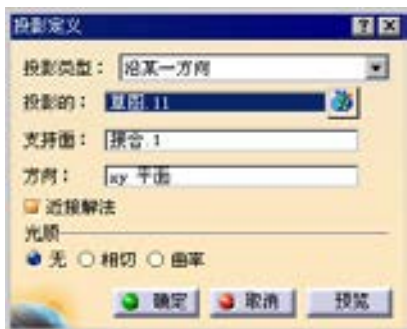 投影定义
投影类型： 沿某一方向
投影的： 草图.11
支持面： 接合.1
方向： xy 平面
近接解法
光顺
无 相切 曲率
确定 取消 预览